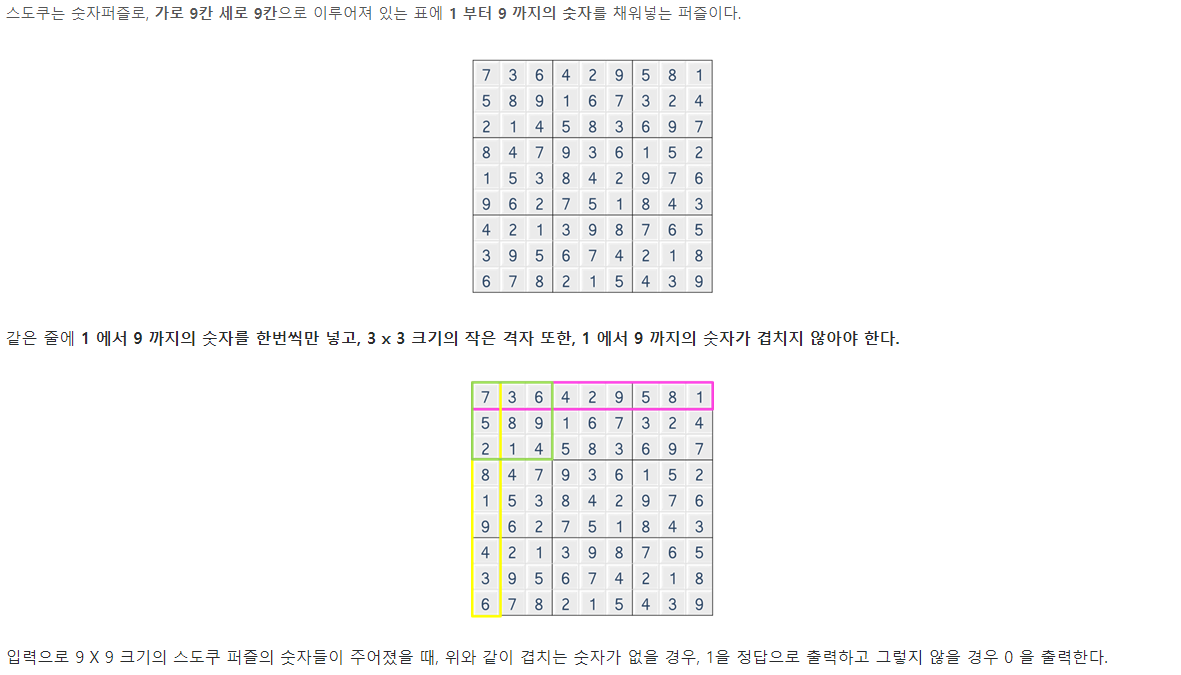 스도쿠는 숫자퍼즐로, 가로 9칸 세로 9칸으로 이루어져 있는 표에 1 부터 9 까지의 숫자를 채워넣는 퍼즐이다.
7 3 6 4 2 9 5 8 1
5 8 9 1 6 7 3 2 4
2 1 4 5 8 3 6 9 7
8 4 7 9 3 6 1 5 2
1 5 3 8 4 2 9 7 6
9 6 2 7 5 1 8 4 3
4 2 1 3 9 8 7 6 5
3 9 5 6 7 4 2 1 8
6 7 8 2 1 5 4 3 9
같은 줄에 1 에서 9 까지의 숫자를 한번씩만 넣고, 3 x 3 크기의 작은 격자 또한, 1 에서 9 까지의 숫자가 겹치지 않아야 한다.
7 3 6 4 2 9 5 8 1
5 8 9 1 6 7 3 2 4
2 1 4 5 8 3 6 9 7
8 4 7 9 3 6 1 5 2
1 5 3 8 4 2 9 7 6
9 6 2 7 5 1 8 4 3
4 2 1 3 9 8 7 6 5
3 9 5 6 7 4 2 1 8
6 7 8 2 1 5 4 3 9
입력으로 9 X 9 크기의 스도쿠 퍼즐의 숫자들이 주어졌을 때, 위와 같이 겹치는 숫자가 없을 경우, 1을 정답으로 출력하고 그렇지 않을 경우 0 을 출력한다.